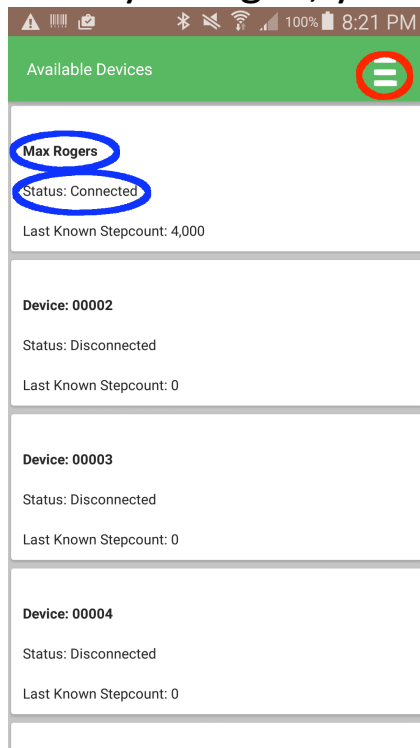 100% 8:21 PM
Available Devices
Max Rogers
Status: Connected
Last Known Stepcount: 4,000
Device: 00002
Status: Disconnected
Last Known Stepcount: 0
Device: 00003
Status: Disconnected
Last Known Stepcount: 0
Device: 00004
Status: Disconnected
Last Known Stepcount: 0